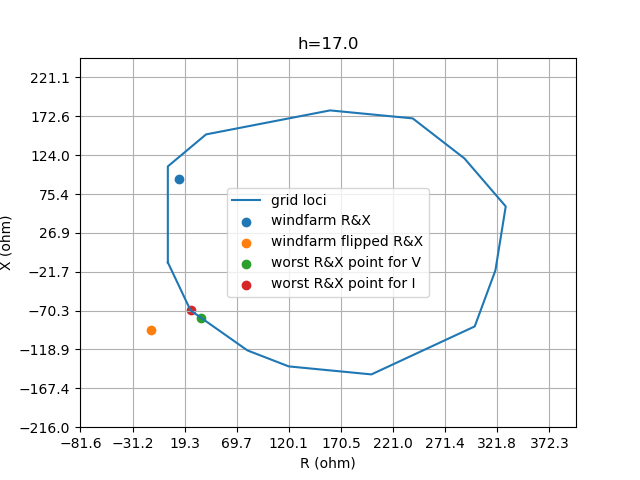 h=17.0
221.1
172.6
124.0
75.4
26.9
−21.7
−70.3
−118.9
−167.4
−216.0
X (ohm)
grid loci
windfarm R&X
windfarm flipped R&X
worst R&X point for V
worst R&X point for I
−81.6 −31.2 19.3 69.7 120.1 170.5 221.0 271.4 321.8 372.3
R (ohm)